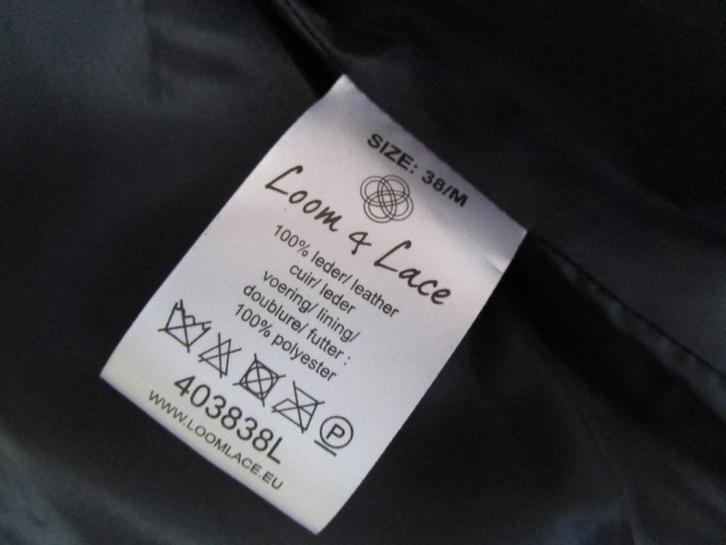 SIZE: 38/M
Loom & Lace
100% leder/ leather
cuir/ leder
voering/ lining/
doublure/ futter :
100% polyester
P
403838L
WWW.LOOMLACE.EU